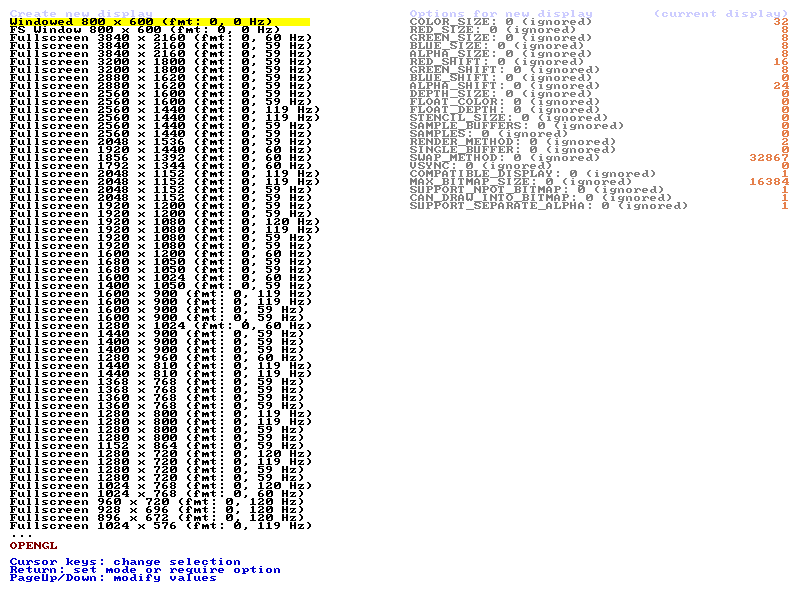 Create new display
Windowed 800 x 600 (fmt: 0, 0 Hz)
FS Window 800 x 600 (fmt: 0, 0 Hz)
Fullscreen 3840 x 2160 (fmt: 0, 60 Hz)
Fullscreen 3840 x 2160 (fmt: 0, 59 Hz)
Fullscreen 3840 x 2160 (fmt: 0, 59 Hz)
Fullscreen 3200 x 1800 (fmt: 0, 59 Hz)
Fullscreen 3200 x 1800 (fmt: 0, 59 Hz)
Fullscreen 2880 x 1620 (fmt: 0, 59 Hz)
Fullscreen 2880 x 1620 (fmt: 0, 59 Hz)
Fullscreen 2560 x 1600 (fmt: 0, 59 Hz)
Fullscreen 2560 x 1600 (fmt: 0, 59 Hz)
Fullscreen 2560 x 1440 (fmt: 0, 119 Hz)
Fullscreen 2560 x 1440 (fmt: 0, 119 Hz)
Fullscreen 2560 x 1440 (fmt: 0, 59 Hz)
Fullscreen 2560 x 1440 (fmt: 0, 59 Hz)
Fullscreen 2048 x 1536 (fmt: 0, 59 Hz)
Fullscreen 1920 x 1440 (fmt: 0, 60 Hz)
Fullscreen 1856 x 1392 (fmt: 0, 60 Hz)
Fullscreen 1792 x 1344 (fmt: 0, 60 Hz)
Fullscreen 2048 x 1152 (fmt: 0, 119 Hz)
Fullscreen 2048 x 1152 (fmt: 0, 119 Hz)
Fullscreen 2048 x 1152 (fmt: 0, 59 Hz)
Fullscreen 2048 x 1152 (fmt: 0, 59 Hz)
Fullscreen 1920 x 1200 (fmt: 0, 59 Hz)
Fullscreen 1920 x 1200 (fmt: 0, 59 Hz)
Fullscreen 1920 x 1080 (fmt: 0, 120 Hz)
Fullscreen 1920 x 1080 (fmt: 0, 119 Hz)
Fullscreen 1920 x 1080 (fmt: 0, 59 Hz)
Fullscreen 1920 x 1080 (fmt: 0, 59 Hz)
Fullscreen 1600 x 1200 (fmt: 0, 60 Hz)
Fullscreen 1680 x 1050 (fmt: 0, 59 Hz)
Fullscreen 1680 x 1050 (fmt: 0, 59 Hz)
Fullscreen 1600 x 1024 (fmt: 0, 60 Hz)
Fullscreen 1400 x 1050 (fmt: 0, 59 Hz)
Fullscreen 1600 x 900 (fmt: 0, 119 Hz)
Fullscreen 1600 x 900 (fmt: 0, 119 Hz)
Fullscreen 1600 x 900 (fmt: 0, 59 Hz)
Fullscreen 1600 x 900 (fmt: 0, 59 Hz)
Fullscreen 1280 x 1024 (fmt: 0, 60 Hz)
Fullscreen 1440 x 900 (fmt: 0, 59 Hz)
Fullscreen 1400 x 900 (fmt: 0, 59 Hz)
Fullscreen 1400 x 900 (fmt: 0, 59 Hz)
Fullscreen 1280 x 960 (fmt: 0, 60 Hz)
Fullscreen 1440 x 810 (fmt: 0, 119 Hz)
Fullscreen 1440 x 810 (fmt: 0, 119 Hz)
Fullscreen 1368 x 768 (fmt: 0, 59 Hz)
Fullscreen 1368 x 768 (fmt: 0, 59 Hz)
Fullscreen 1360 x 768 (fmt: 0, 59 Hz)
Fullscreen 1360 x 768 (fmt: 0, 59 Hz)
Fullscreen 1280 x 800 (fmt: 0, 119 Hz)
Fullscreen 1280 x 800 (fmt: 0, 119 Hz)
Fullscreen 1280 x 800 (fmt: 0, 59 Hz)
Fullscreen 1280 x 800 (fmt: 0, 59 Hz)
Fullscreen 1152 x 864 (fmt: 0, 59 Hz)
Fullscreen 1280 x 720 (fmt: 0, 120 Hz)
Fullscreen 1280 x 720 (fmt: 0, 119 Hz)
Fullscreen 1280 x 720 (fmt: 0, 59 Hz)
Fullscreen 1280 x 720 (fmt: 0, 59 Hz)
Fullscreen 1024 x 768 (fmt: 0, 120 Hz)
Fullscreen 1024 x 768 (fmt: 0, 60 Hz)
Fullscreen 960 x 720 (fmt: 0, 120 Hz)
Fullscreen 928 x 696 (fmt: 0, 120 Hz)
Fullscreen 896 x 672 (fmt: 0, 120 Hz)
Fullscreen 1024 x 576 (fmt: 0, 119 Hz)
...
OPENGL
Cursor keys: change selection
Return: set mode or require option
PageUp/Down: modify values
Options for new display (current display)
COLOR_SIZE: 0 (ignored) 32
RED_SIZE: 0 (ignored) 8
GREEN_SIZE: 0 (ignored) 8
BLUE_SIZE: 0 (ignored) 8
ALPHA_SIZE: 0 (ignored) 8
RED_SHIFT: 0 (ignored) 16
GREEN_SHIFT: 0 (ignored) 8
BLUE_SHIFT: 0 (ignored) 0
ALPHA_SHIFT: 0 (ignored) 24
DEPTH_SIZE: 0 (ignored) 0
FLOAT_COLOR: 0 (ignored) 0
FLOAT_DEPTH: 0 (ignored) 0
STENCIL_SIZE: 0 (ignored) 0
SAMPLE_BUFFERS: 0 (ignored) 0
SAMPLES: 0 (ignored) 0
RENDER_METHOD: 0 (ignored) 2
SINGLE_BUFFER: 0 (ignored) 0
SWAP_METHOD: 0 (ignored) 32867
VSYNC: 0 (ignored) 0
COMPATIBLE_DISPLAY: 0 (ignored) 1
MAX_BITMAP_SIZE: 0 (ignored) 16384
SUPPORT_NPOT_BITMAP: 0 (ignored) 1
CAN_DRAW_INTO_BITMAP: 0 (ignored) 1
SUPPORT_SEPARATE_ALPHA: 0 (ignored) 1